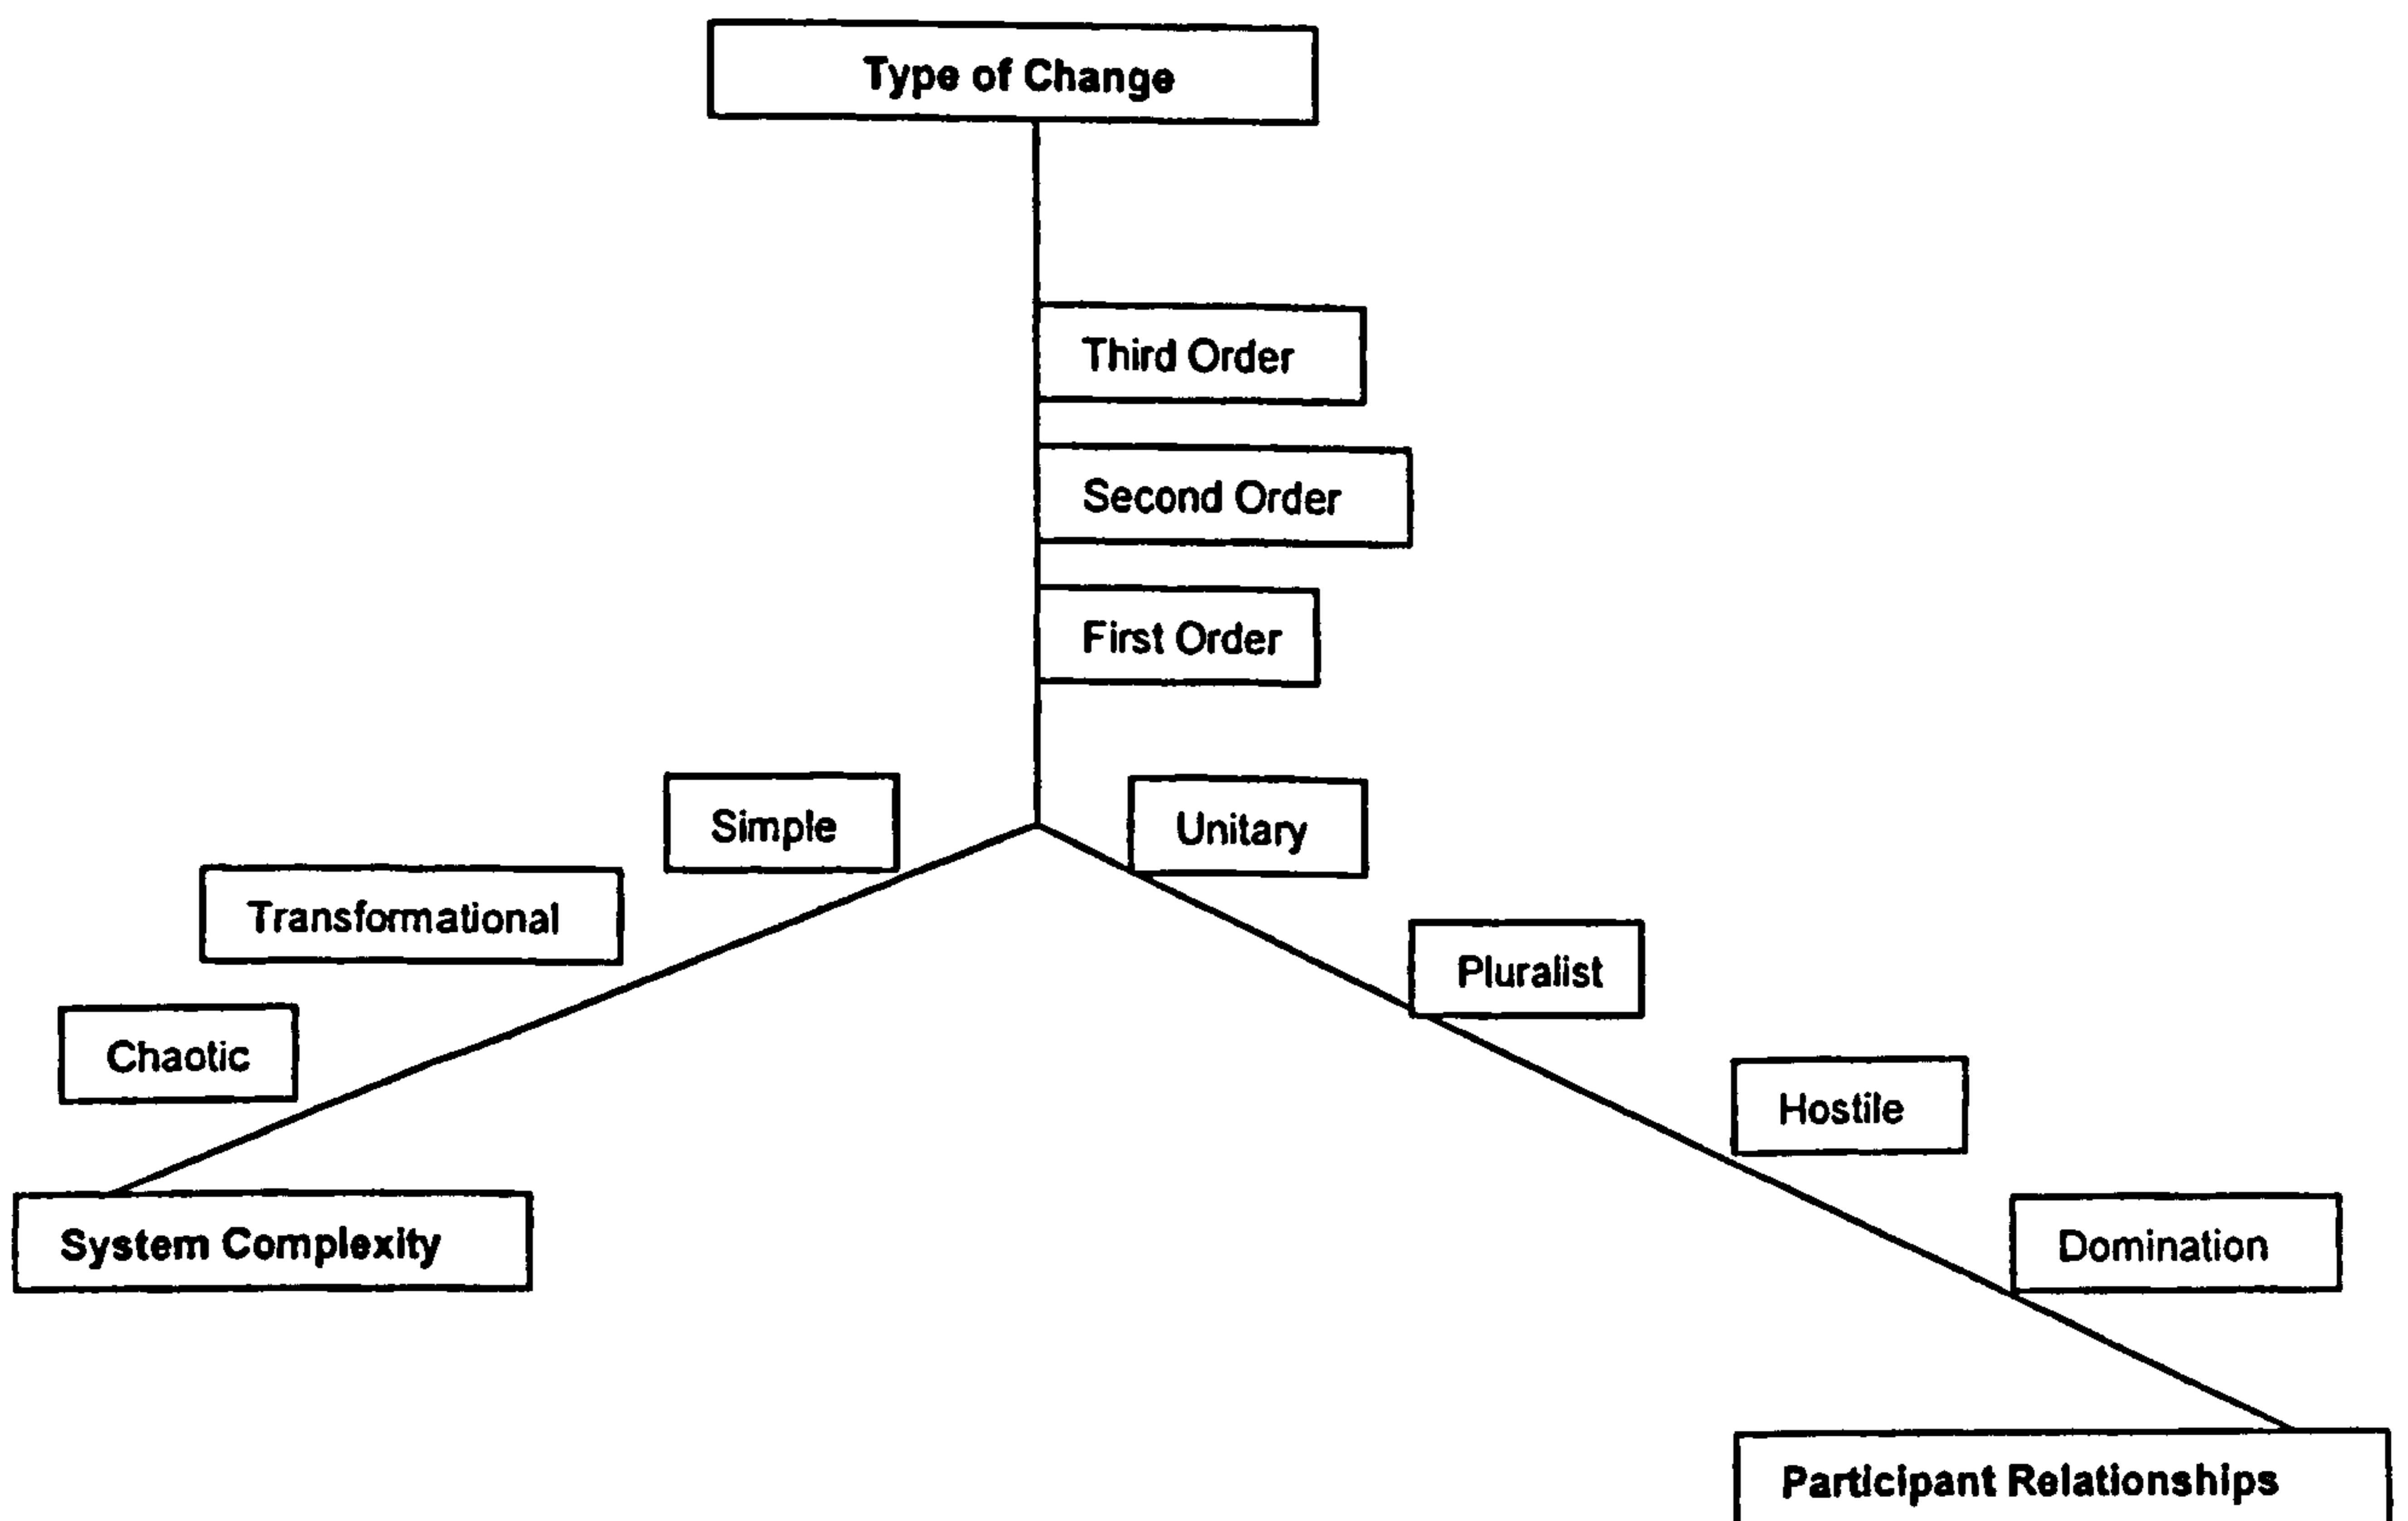 Type of Change
Third Order
Second Order
First Order
Simple
Unitary
Transformational
Pluralist
Chaotic
Hostile
System Complexity
Domination
Participant Relationships